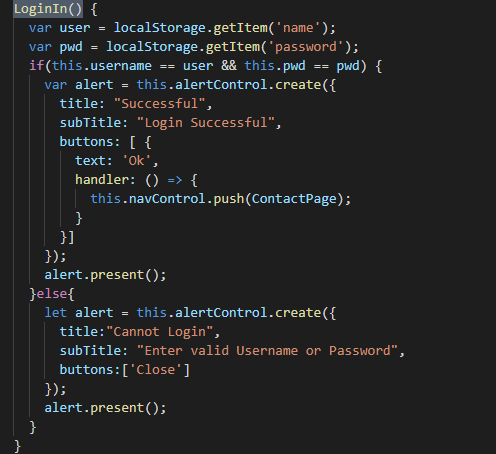 LoginIn() {
var user = localStorage.getItem('name');
var pwd = localStorage.getItem('password');
if(this.username == user && this.pwd == pwd) {
var alert = this.alertControl.create({
title: "Successful",
subTitle: "Login Successful",
buttons: [ {
text: 'Ok',
handler: () => {
this.navControl.push(ContactPage);
}
}]
});
alert.present();
}else{
let alert = this.alertControl.create({
title:"Cannot Login",
subTitle: "Enter valid Username or Password",
buttons:['Close']
});
alert.present();
}
}